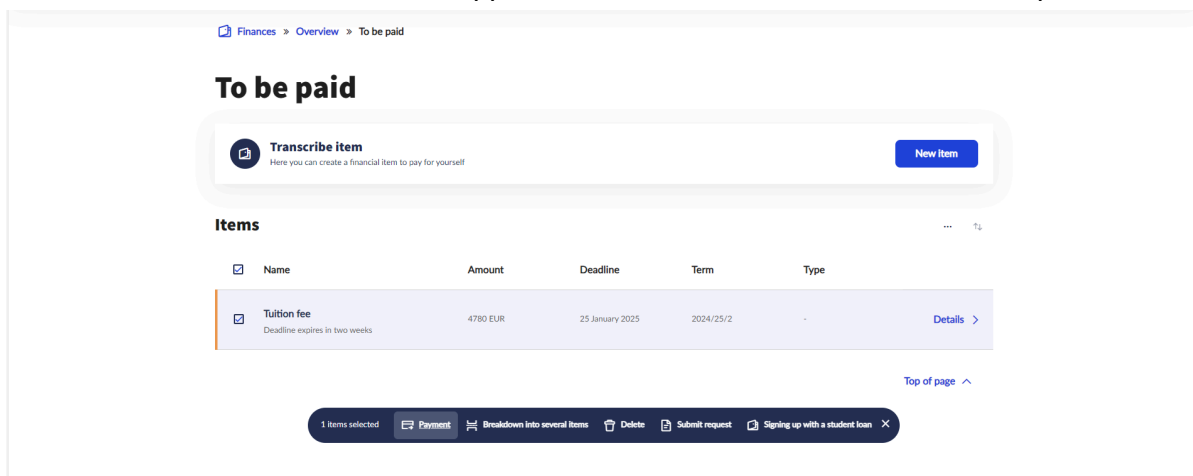 Finances » Overview » To be paid
To be paid
Transcribe item
Here you can create a financial item to pay for yourself
New item
Items
...
Name Amount Deadline Term Type
Tuition fee
Deadline expires in two weeks
4780 EUR 25 January 2025 2024/25/2 - Details >
Top of page
1 items selected Payment Breakdown into several items Delete Submit request Signing up with a student loan ×